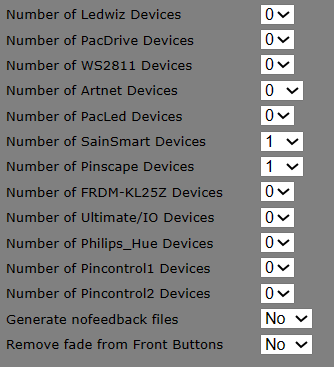 Number of Ledwiz Devices 0
Number of PacDrive Devices 0
Number of WS2811 Devices 0
Number of Artnet Devices 0
Number of PacLed Devices 0
Number of SainSmart Devices 1
Number of Pinscape Devices 1
Number of FRDM-KL25Z Devices 0
Number of Ultimate/IO Devices 0
Number of Philips_Hue Devices 0
Number of Pincontrol1 Devices 0
Number of Pincontrol2 Devices 0
Generate nofeedback files No
Remove fade from Front Buttons No